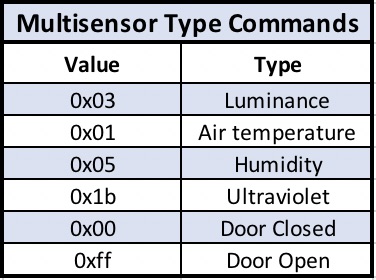 Multisensor Type Commands
Value Type
0x03 Luminance
0x01 Air temperature
0x05 Humidity
0x1b Ultraviolet
0x00 Door Closed
0xff Door Open